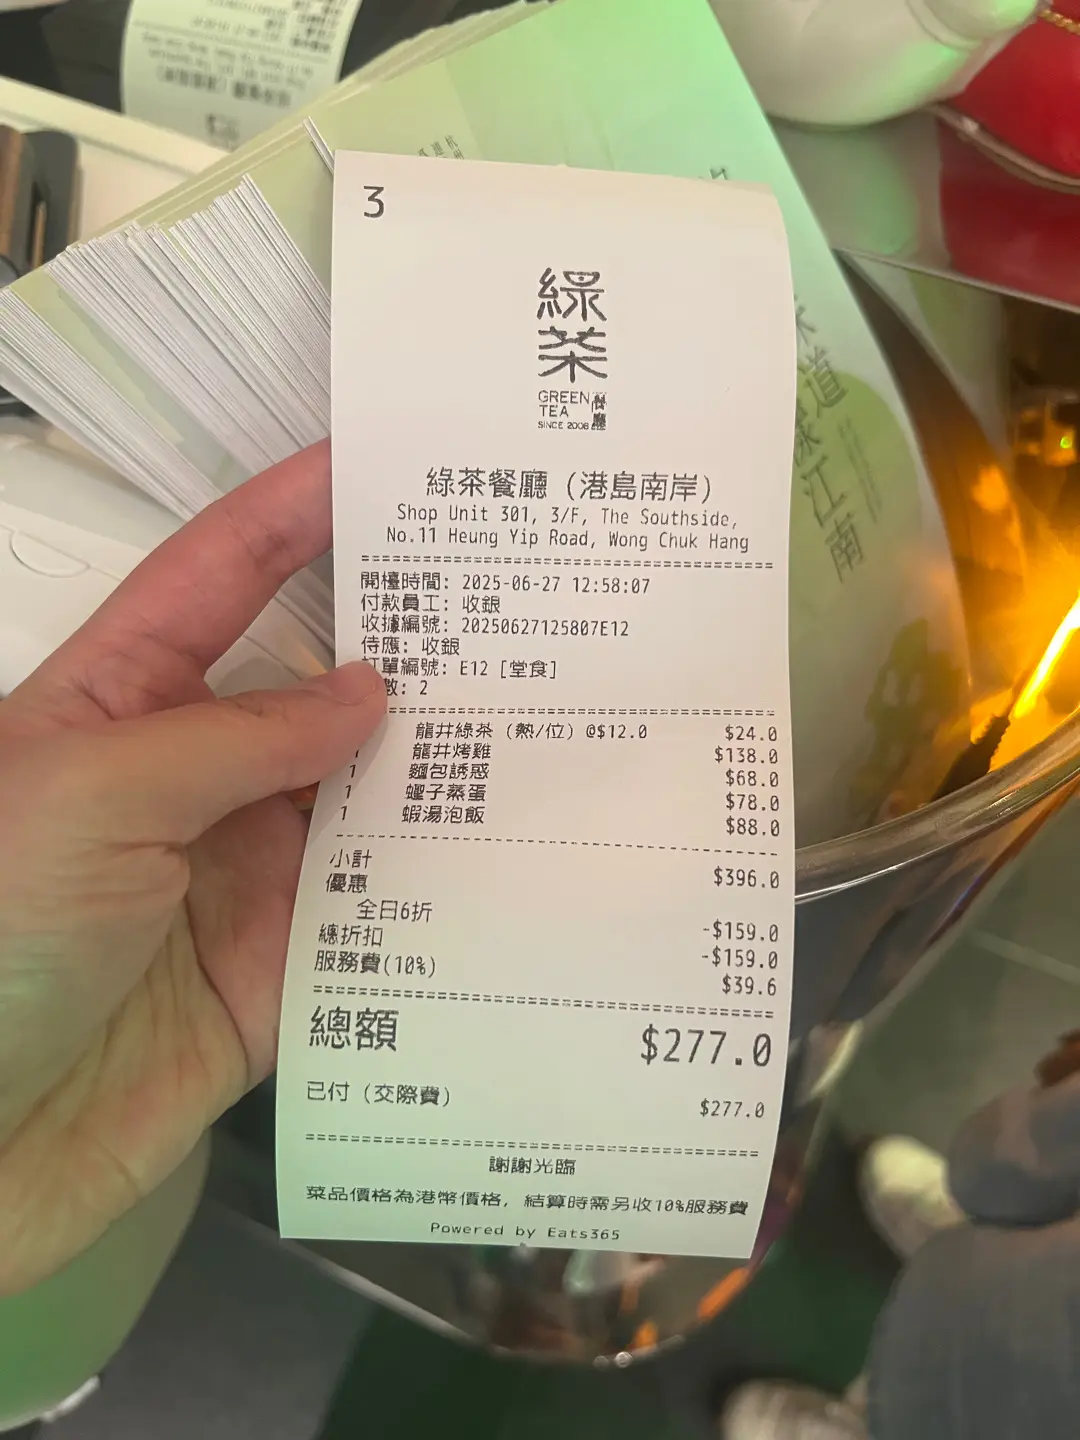 3
綠
茶
GREEN
TEA
餐廳
SINCE 2008
綠茶餐廳 (港島南岸)
Shop Unit 301, 3/F, The Southside,
No.11 Heung Yip Road, Wong Chuk Hang
開檯時間: 2025-06-27 12:58:07
付款員工: 收銀
收據編號: 20250627125807E12
侍應: 收銀
訂單編號: E12 [堂食]
數: 2
龍井綠茶 (熱/位) @$12.0 $24.0
1 龍井烤雞 $138.0
1 麵包誘惑 $68.0
1 蟶子蒸蛋 $78.0
1 蝦湯泡飯 $88.0
小計 $396.0
優惠
全日6折 -$159.0
總折扣 -$159.0
服務費(10%) $39.6
總額 $277.0
已付 (交際費) $277.0
謝謝光臨
菜品價格為港幣價格, 結算時需另收10%服務費
Powered by Eats365
道
江南